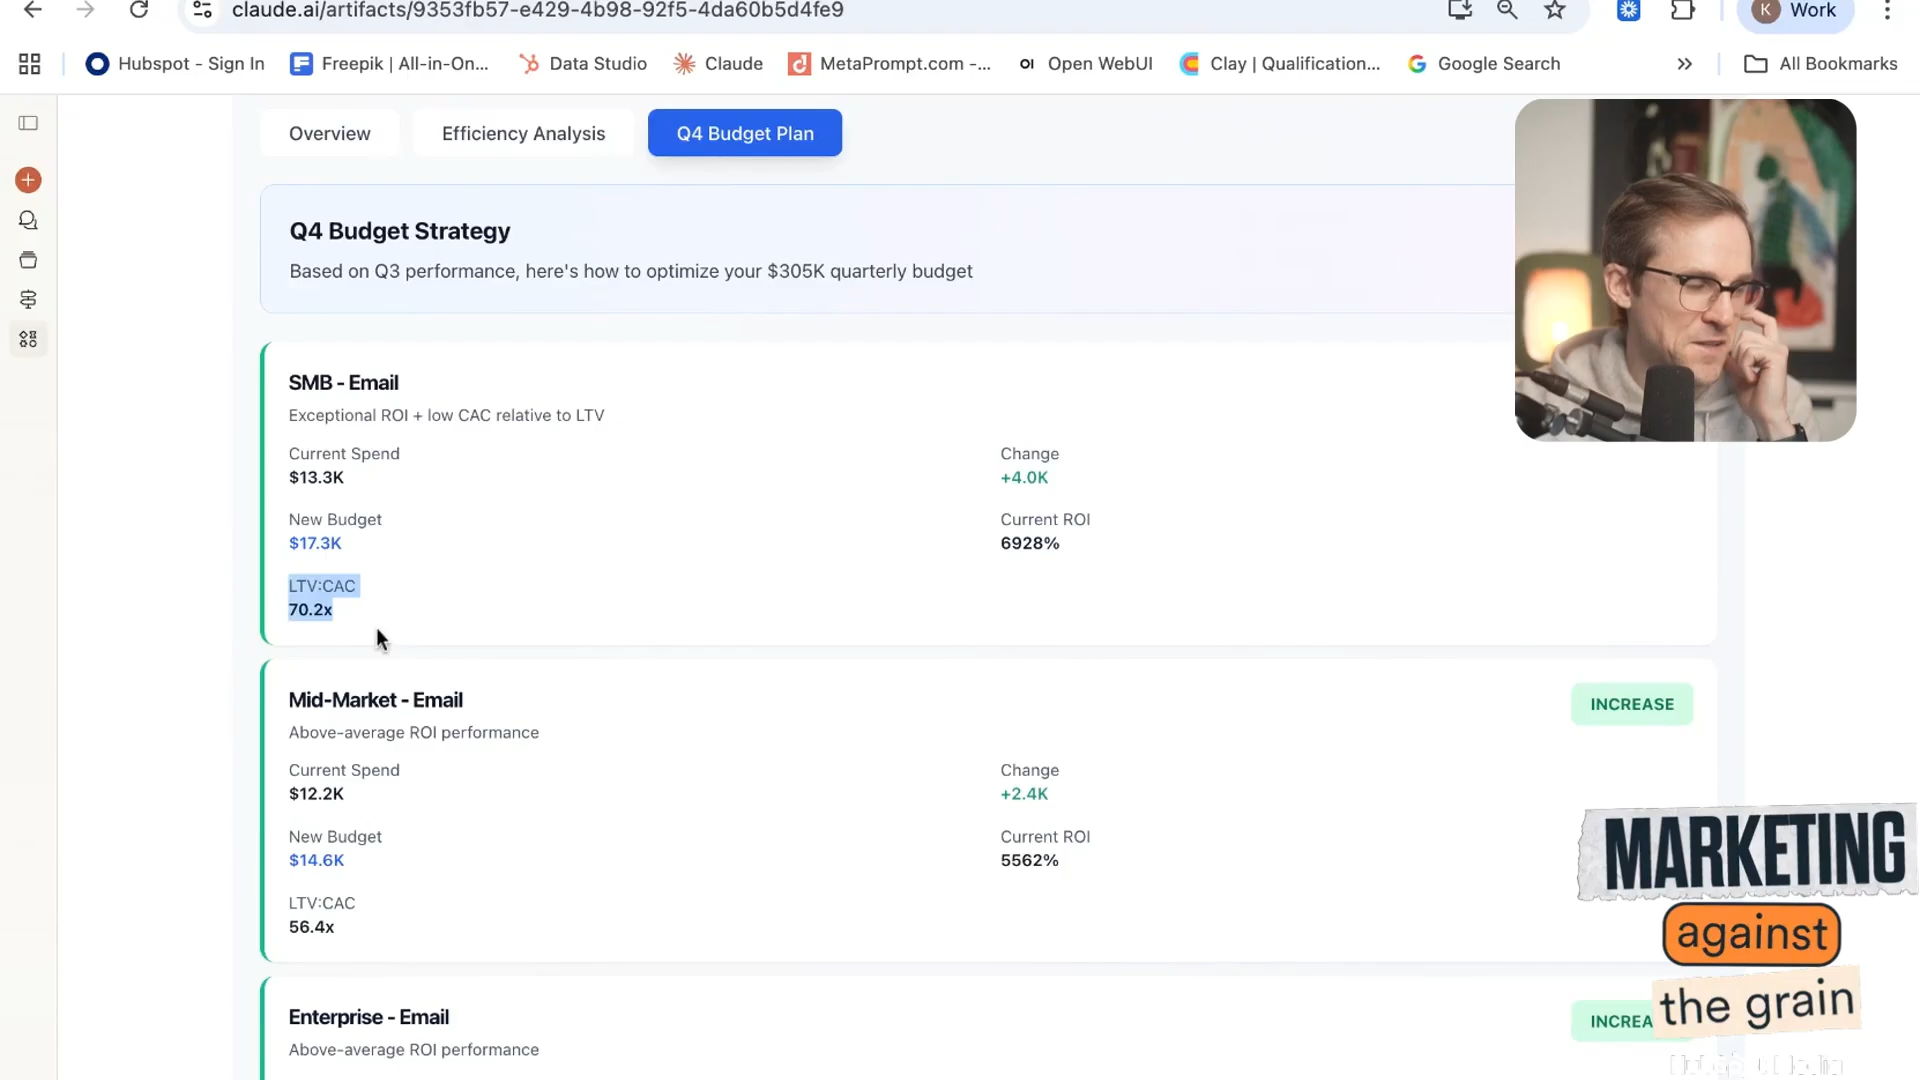 claude.ai/artifacts/9353fb57-e429-4b98-92f5-4da60b5d4fe9
K Work
Hubspot - Sign In
Freepik | All-in-On...
Data Studio
Claude
MetaPrompt.com -...
OI Open WebUI
Clay | Qualification...
Google Search
All Bookmarks
Overview
Efficiency Analysis
Q4 Budget Plan
Q4 Budget Strategy
Based on Q3 performance, here's how to optimize your $305K quarterly budget
SMB - Email
Exceptional ROI + low CAC relative to LTV
Current Spend
$13.3K
Change
+4.0K
New Budget
$17.3K
Current ROI
6928%
LTV:CAC
70.2x
Mid-Market - Email
INCREASE
Above-average ROI performance
Current Spend
$12.2K
Change
+2.4K
New Budget
$14.6K
Current ROI
5562%
LTV:CAC
56.4x
Enterprise - Email
INCREA
Above-average ROI performance
MARKETING
against
the grain